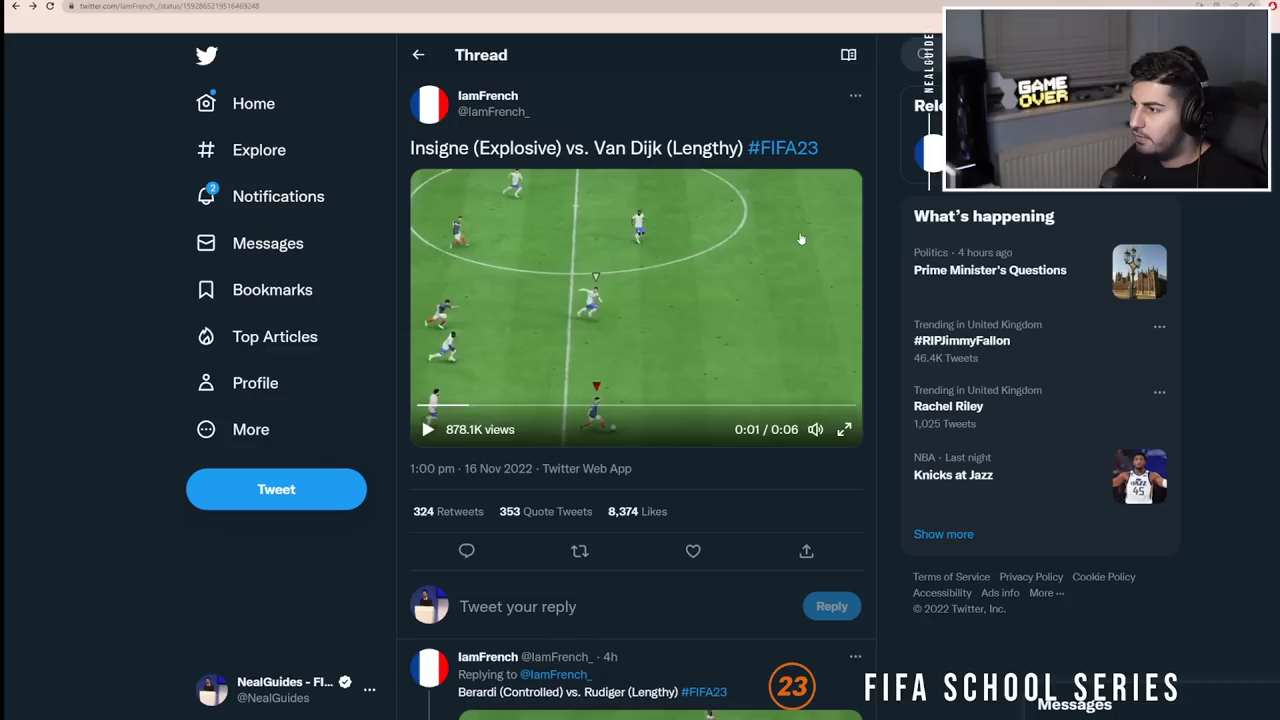 twitter.com/IamFrench_/status/1592865219516469248
Home
Explore
2
Notifications
Messages
Bookmarks
Top Articles
Profile
More
Tweet
NealGuides - FI...
@NealGuides
Thread
IamFrench
@IamFrench_
Insigne (Explosive) vs. Van Dijk (Lengthy) #FIFA23
878.1K views
0:01 / 0:06
1:00 pm · 16 Nov 2022 · Twitter Web App
324 Retweets 353 Quote Tweets 8,374 Likes
Tweet your reply
Reply
IamFrench @IamFrench_ · 4h
Replying to @IamFrench_
Berardi (Controlled) vs. Rudiger (Lengthy) #FIFA23
NEALGUIDE
GAME
OVER
What's happening
Politics · 4 hours ago
Prime Minister's Questions
Trending in United Kingdom
#RIPJimmyFallon
46.4K Tweets
Trending in United Kingdom
Rachel Riley
1,025 Tweets
NBA · Last night
Knicks at Jazz
JAZZ
45
Show more
Terms of Service Privacy Policy Cookie Policy
Accessibility Ads info More ...
© 2022 Twitter, Inc.
23
FIFA SCHOOL SERIES
Messages